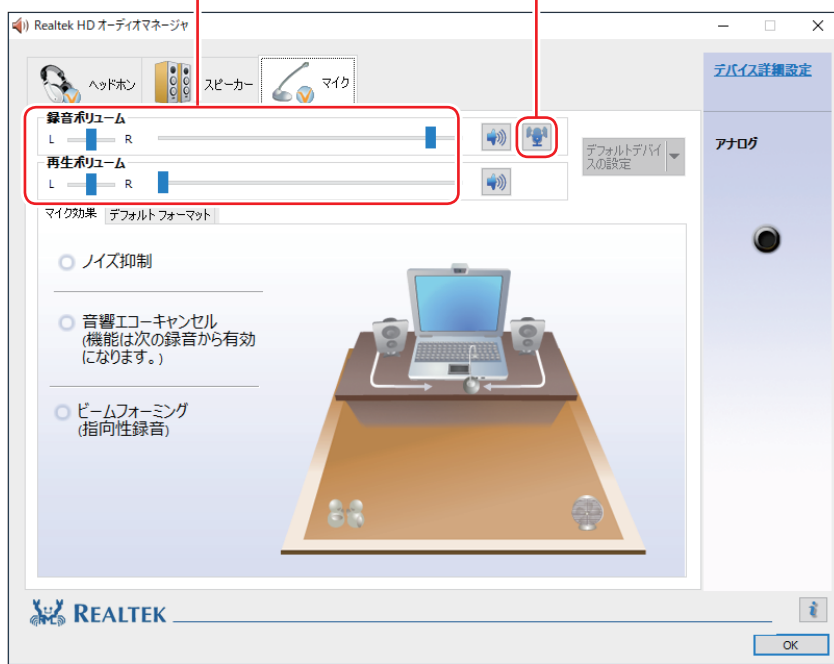 Realtek HD オーディオマネージャ
ヘッドホン
スピーカー
マイク
デバイス詳細設定
録音ボリューム
L
R
デフォルトデバイ
スの設定
アナログ
再生ボリューム
L
R
マイク効果
デフォルト フォーマット
ノイズ抑制
音響エコーキャンセル
(機能は次の録音から有効
になります。)
ビームフォーミング
(指向性録音)
REALTEK
i
OK